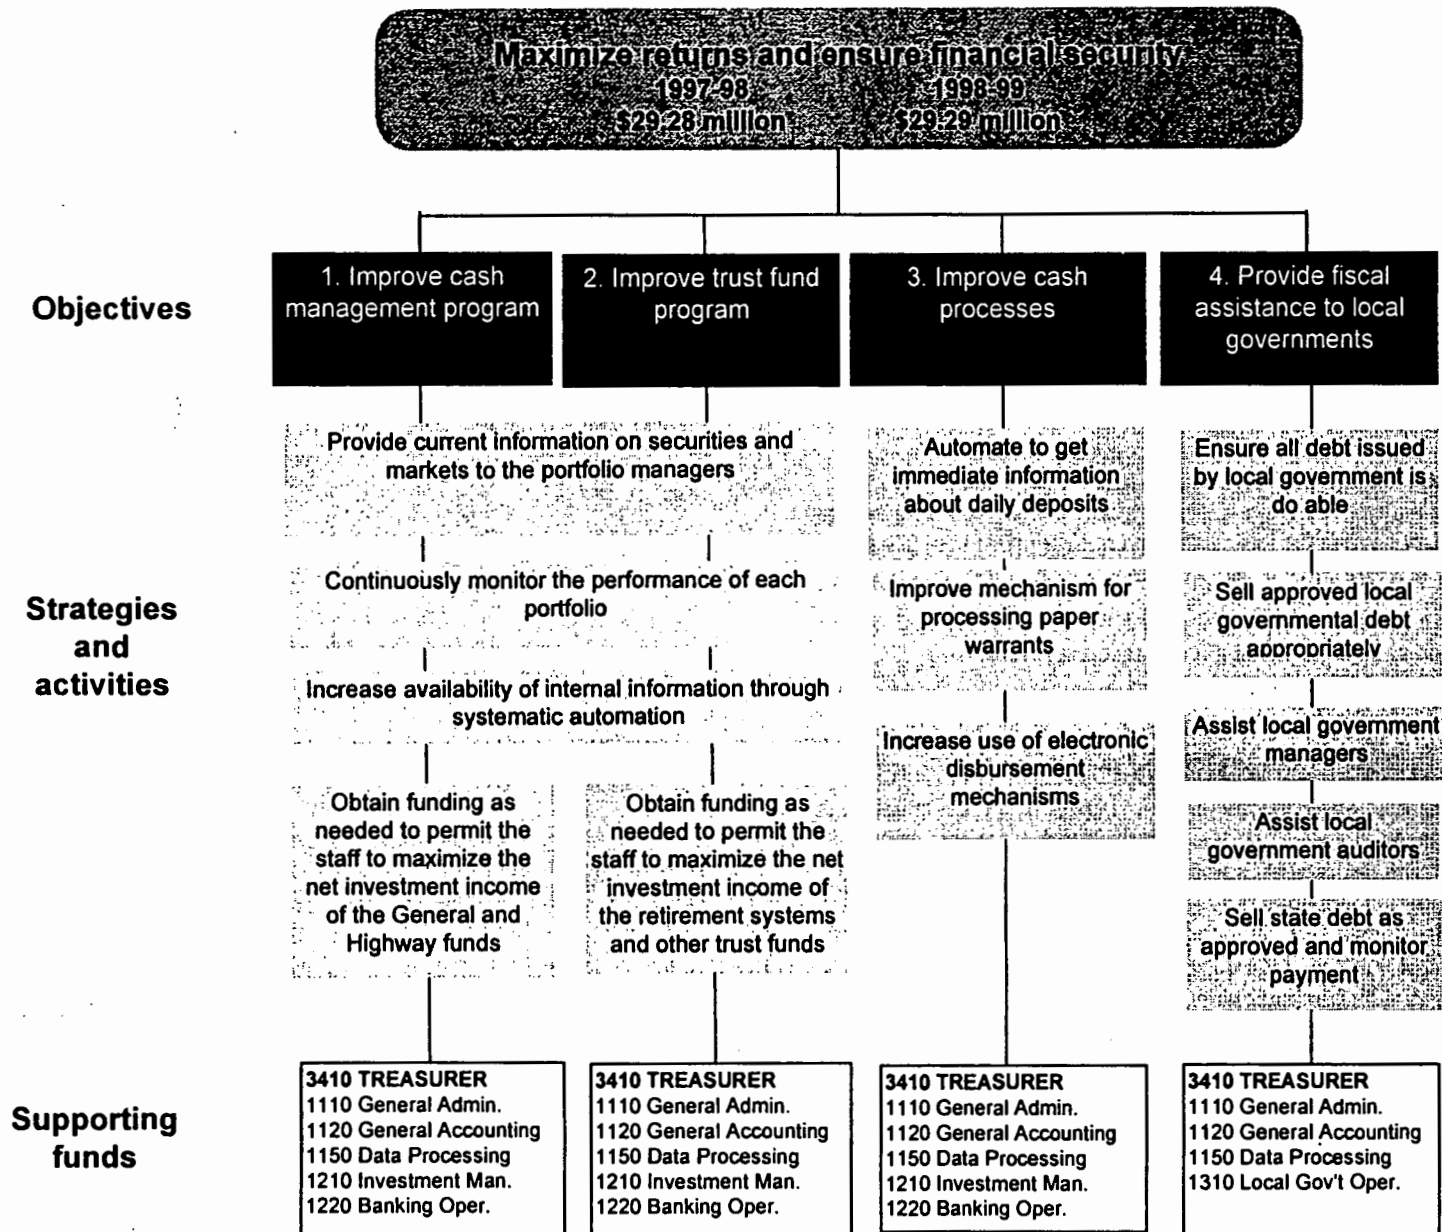 Maximize returns and ensure financial security
1997-98 1998-99
$29.28 million $29.29 million
Objectives
1. Improve cash
management program
2. Improve trust fund
program
3. Improve cash
processes
4. Provide fiscal
assistance to local
governments
Strategies
and
activities
Provide current information on securities and
markets to the portfolio managers
Continuously monitor the performance of each
portfolio
Increase availability of internal information through
systematic automation
Obtain funding as
needed to permit the
staff to maximize the
net investment income
of the General and
Highway funds
Obtain funding as
needed to permit the
staff to maximize the net
investment income of
the retirement systems
and other trust funds
Automate to get
immediate information
about daily deposits
Improve mechanism for
processing paper
warrants
Increase use of electronic
disbursement
mechanisms
Ensure all debt issued
by local government is
do able
Sell approved local
governmental debt
appropriately
Assist local government
managers
Assist local
government auditors
Sell state debt as
approved and monitor
payment
Supporting
funds
3410 TREASURER
1110 General Admin.
1120 General Accounting
1150 Data Processing
1210 Investment Man.
1220 Banking Oper.
3410 TREASURER
1110 General Admin.
1120 General Accounting
1150 Data Processing
1210 Investment Man.
1220 Banking Oper.
3410 TREASURER
1110 General Admin.
1120 General Accounting
1150 Data Processing
1210 Investment Man.
1220 Banking Oper.
3410 TREASURER
1110 General Admin.
1120 General Accounting
1150 Data Processing
1310 Local Gov't Oper.